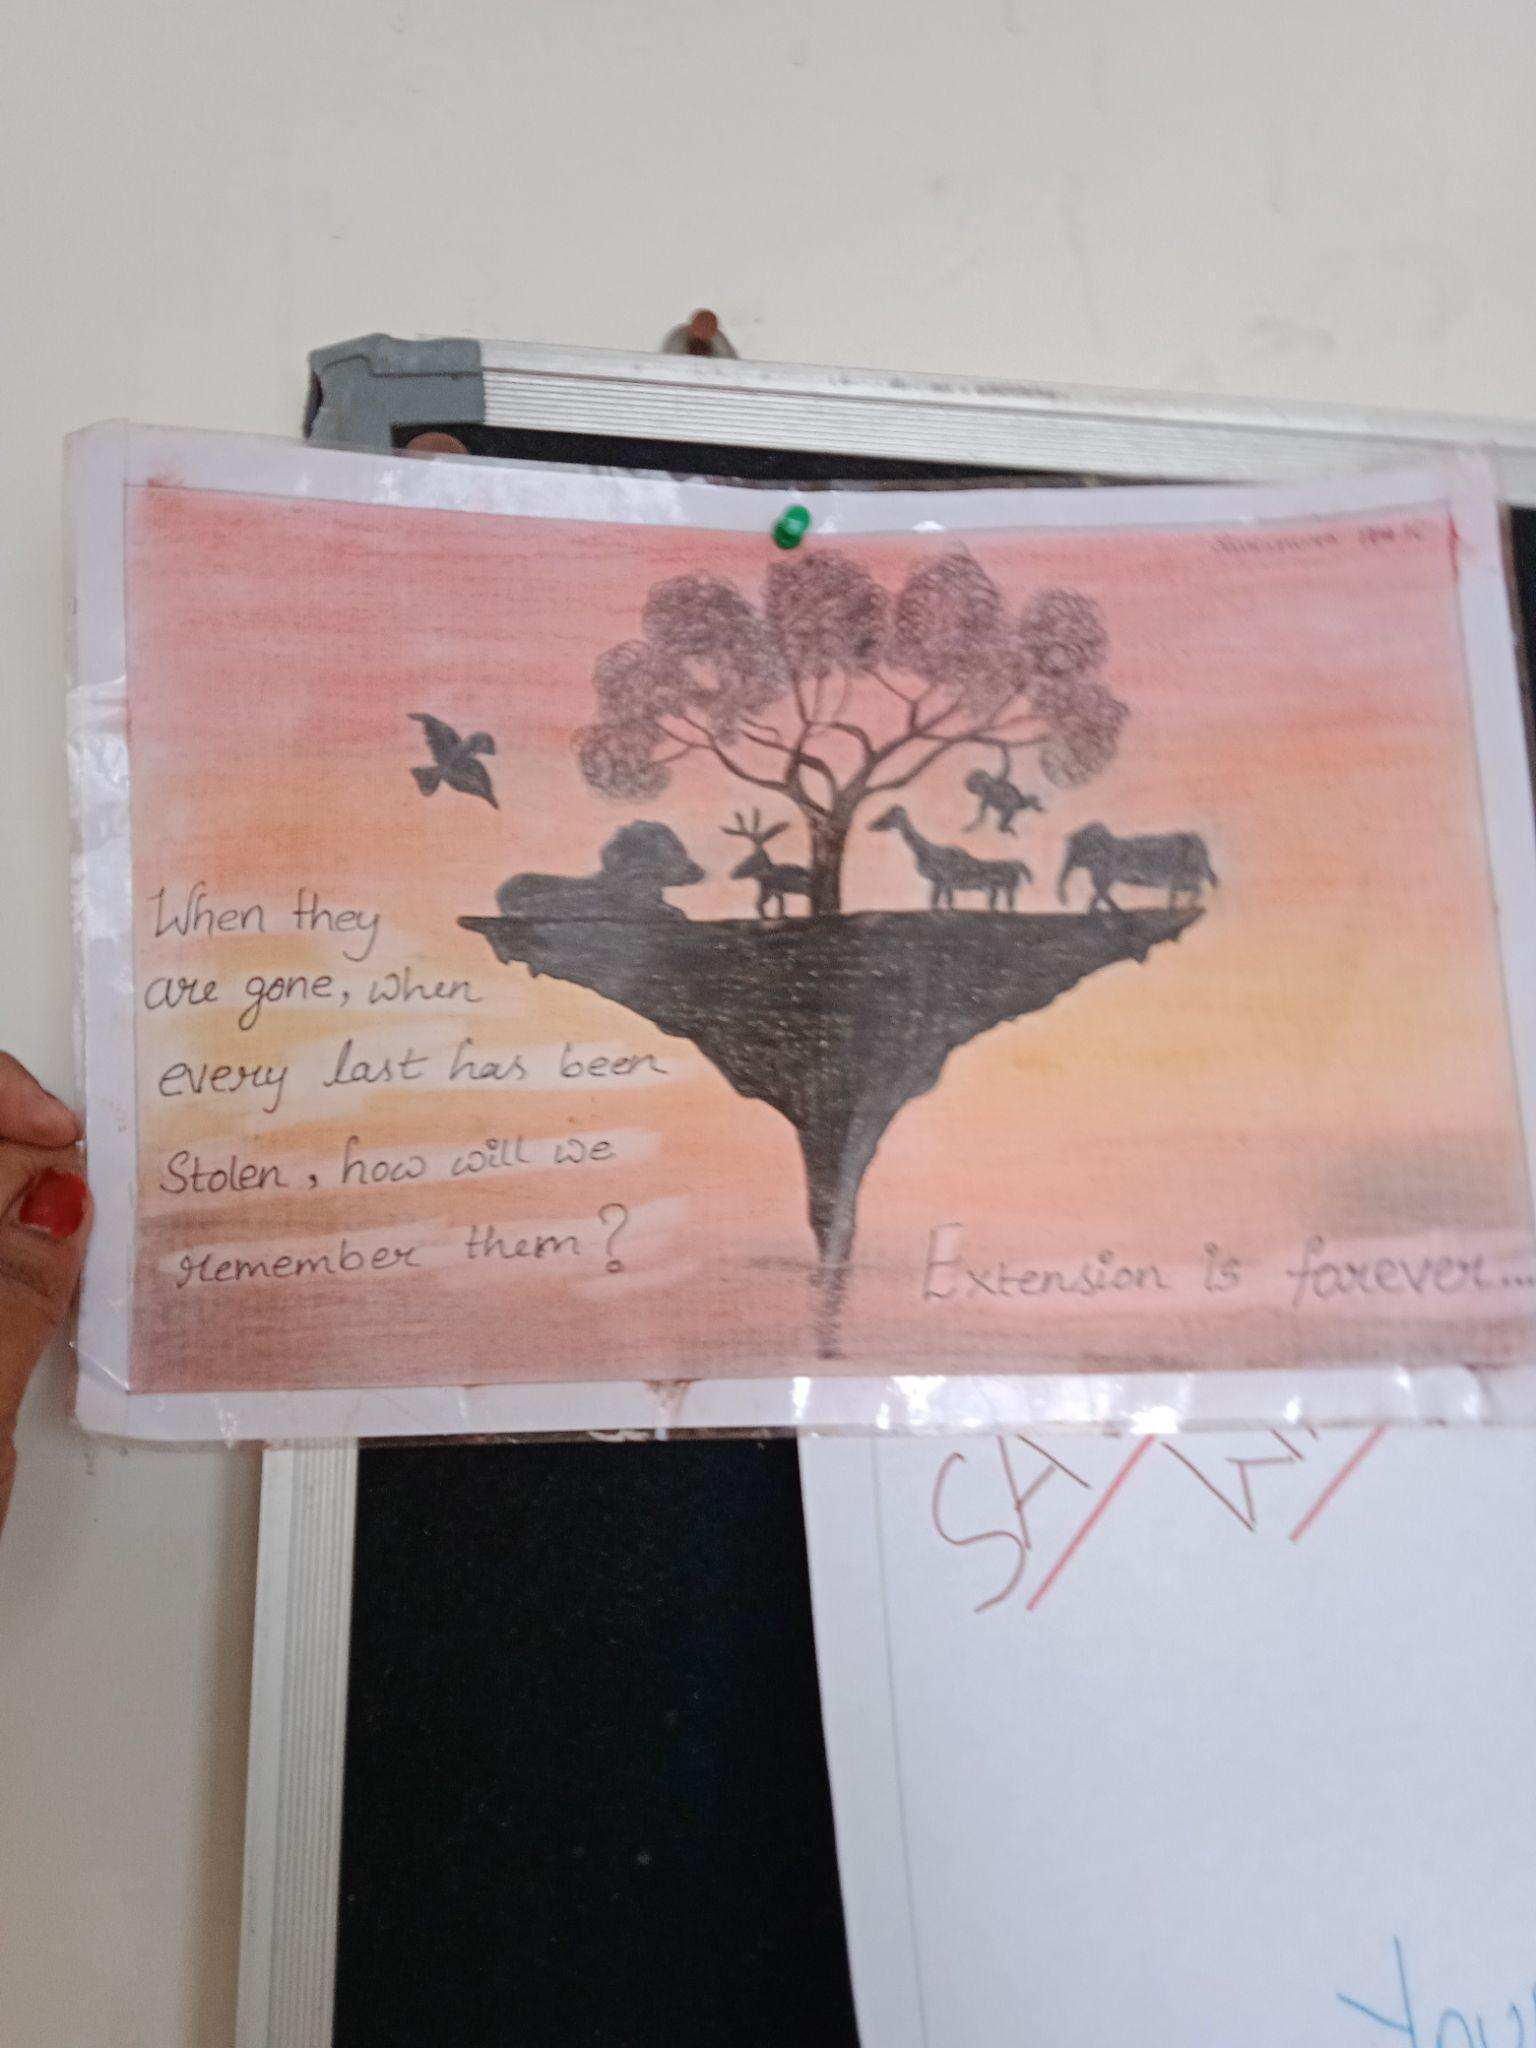 When they
are gone, when
every last has been
Stolen, how will we
remember them?
Extension is forever...
SA